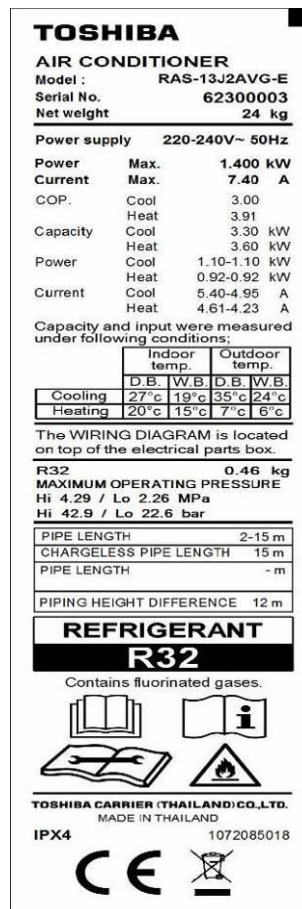 TOSHIBA
AIR CONDITIONER
Model : RAS-13J2AVG-E
Serial No. 62300003
Net weight 24 kg
Power supply 220-240V~ 50Hz
Power Max. 1.400 kW
Current Max. 7.40 A
COP. Cool 3.00
Heat 3.91
Capacity Cool 3.30 kW
Heat 3.60 kW
Power Cool 1.10-1.10 kW
Heat 0.92-0.92 kW
Current Cool 5.40-4.95 A
Heat 4.61-4.23 A
Capacity and input were measured
under following conditions;
Indoor temp. Outdoor temp.
D.B. W.B. D.B. W.B.
Cooling 27°c 19°c 35°c 24°c
Heating 20°c 15°c 7°c 6°c
The WIRING DIAGRAM is located
on top of the electrical parts box.
R32 0.46 kg
MAXIMUM OPERATING PRESSURE
Hi 4.29 / Lo 2.26 MPa
Hi 42.9 / Lo 22.6 bar
PIPE LENGTH 2-15 m
CHARGELESS PIPE LENGTH 15 m
PIPE LENGTH - m
PIPING HEIGHT DIFFERENCE 12 m
REFRIGERANT
R32
Contains fluorinated gases.
i
TOSHIBA CARRIER (THAILAND) CO.,LTD.
MADE IN THAILAND
IPX4 1072085018
CE